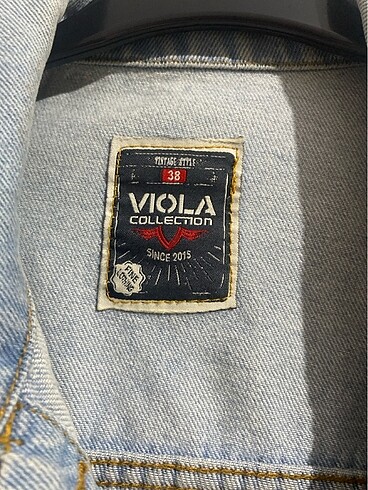 VINTAGE STYLE
38
VIOLA
COLLECTION
SINCE 2015
FINE
CLOTHING